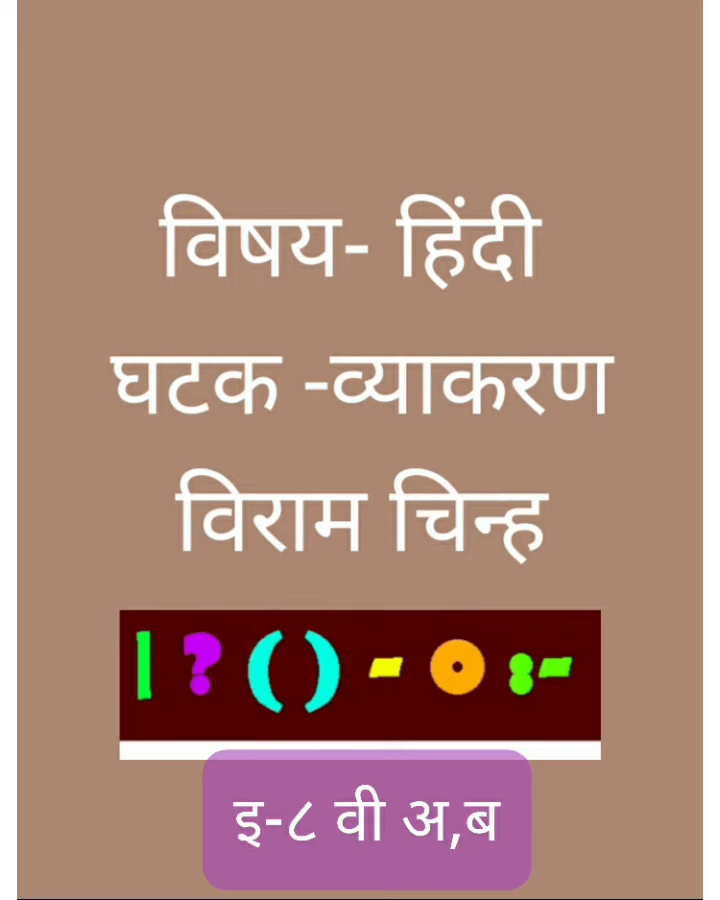 विषय- हिंदी
घटक -व्याकरण
विराम चिन्ह
। ? ( ) - ० :-
इ-८ वी अ,ब